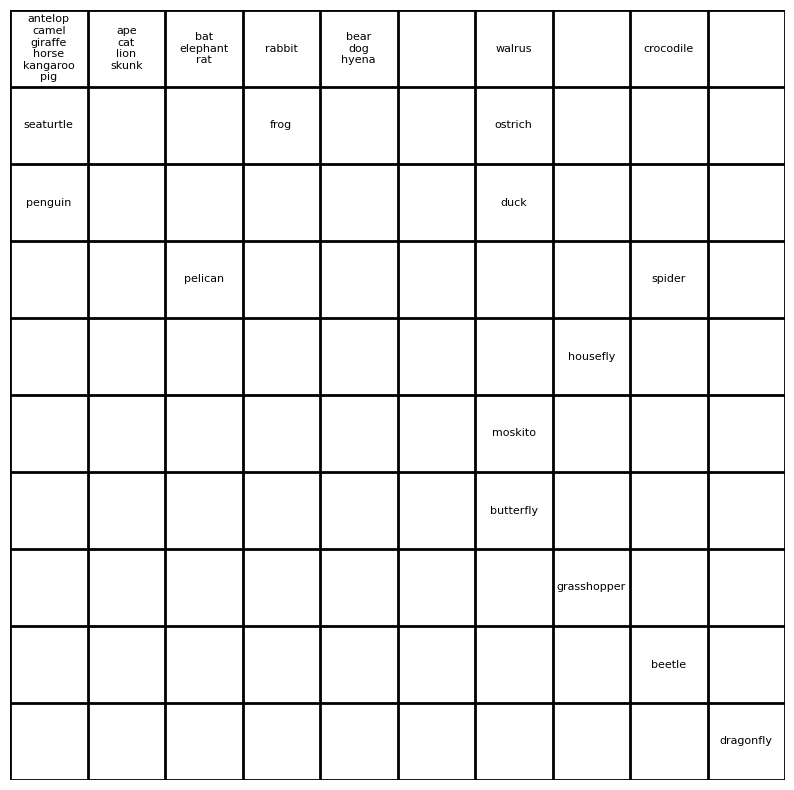 antelop
camel
giraffe
horse
kangaroo
pig
ape
cat
lion
skunk
bat
elephant
rat
rabbit
bear
dog
hyena
walrus
crocodile
seaturtle
frog
ostrich
penguin
duck
pelican
spider
housefly
moskito
butterfly
grasshopper
beetle
dragonfly